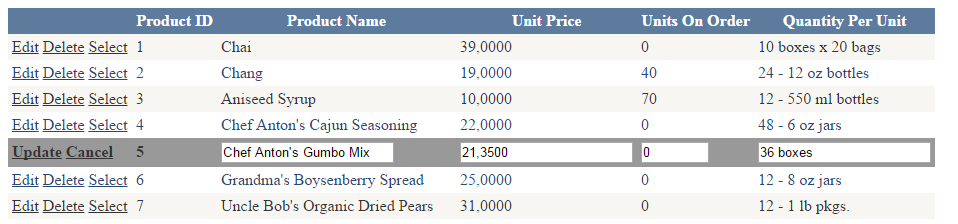 Product ID Product Name Unit Price Units On Order Quantity Per Unit
Edit Delete Select 1 Chai 39,0000 0 10 boxes x 20 bags
Edit Delete Select 2 Chang 19,0000 40 24 - 12 oz bottles
Edit Delete Select 3 Aniseed Syrup 10,0000 70 12 - 550 ml bottles
Edit Delete Select 4 Chef Anton's Cajun Seasoning 22,0000 0 48 - 6 oz jars
Update Cancel 5 Chef Anton's Gumbo Mix 21,3500 0 36 boxes
Edit Delete Select 6 Grandma's Boysenberry Spread 25,0000 0 12 - 8 oz jars
Edit Delete Select 7 Uncle Bob's Organic Dried Pears 31,0000 0 12 - 1 lb pkgs.